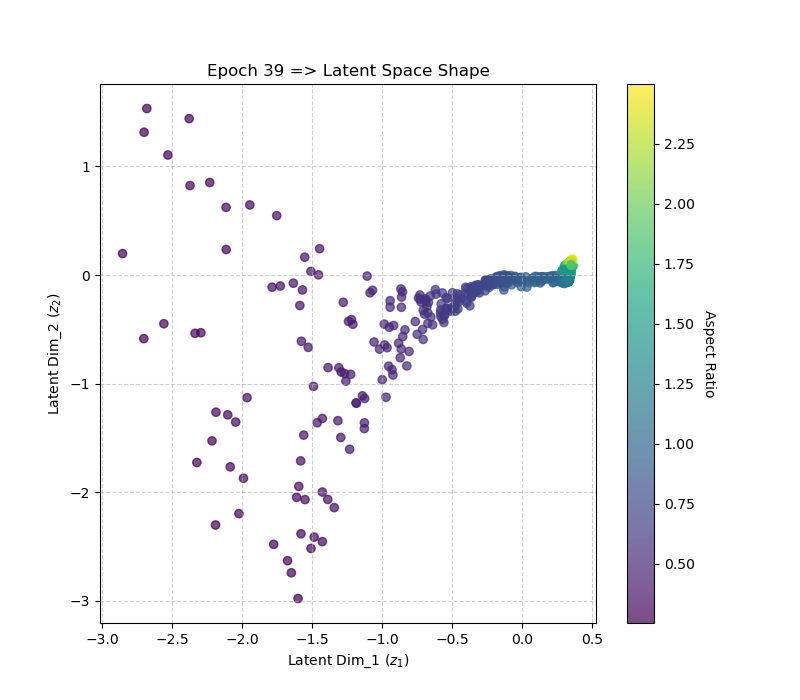 Epoch 39 => Latent Space Shape
1
0
−1
−2
−3
Latent Dim_2 (z₂)
−3.0 −2.5 −2.0 −1.5 −1.0 −0.5 0.0 0.5
Latent Dim_1 (z₁)
2.25
2.00
1.75
1.50
1.25
1.00
0.75
0.50
Aspect Ratio